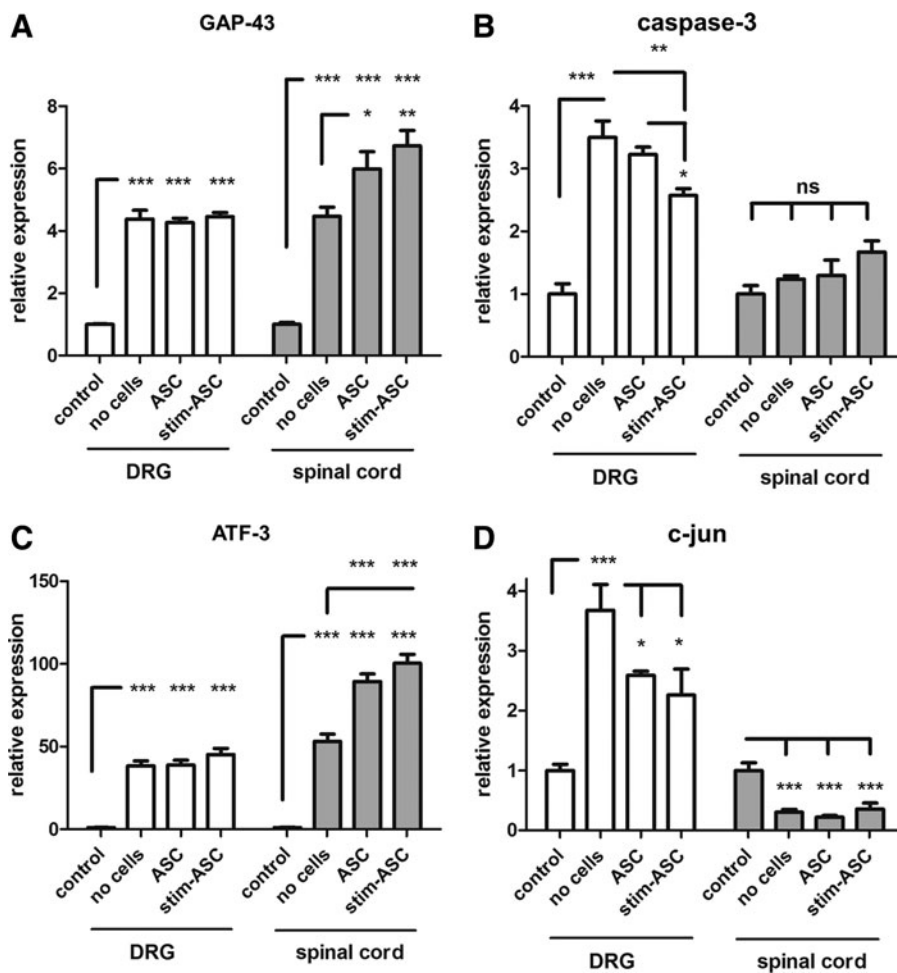 A
GAP-43
relative expression
8
6
4
2
0
*** *** ***
*** *** ***
* **
control
no cells
ASC
stim-ASC
control
no cells
ASC
stim-ASC
DRG
spinal cord
B
caspase-3
relative expression
4
3
2
1
0
***
**
*
ns
control
no cells
ASC
stim-ASC
control
no cells
ASC
stim-ASC
DRG
spinal cord
C
ATF-3
relative expression
150
100
50
0
*** *** ***
*** ***
*** *** ***
control
no cells
ASC
stim-ASC
control
no cells
ASC
stim-ASC
DRG
spinal cord
D
c-jun
relative expression
4
3
2
1
0
***
* *
*** *** ***
control
no cells
ASC
stim-ASC
control
no cells
ASC
stim-ASC
DRG
spinal cord